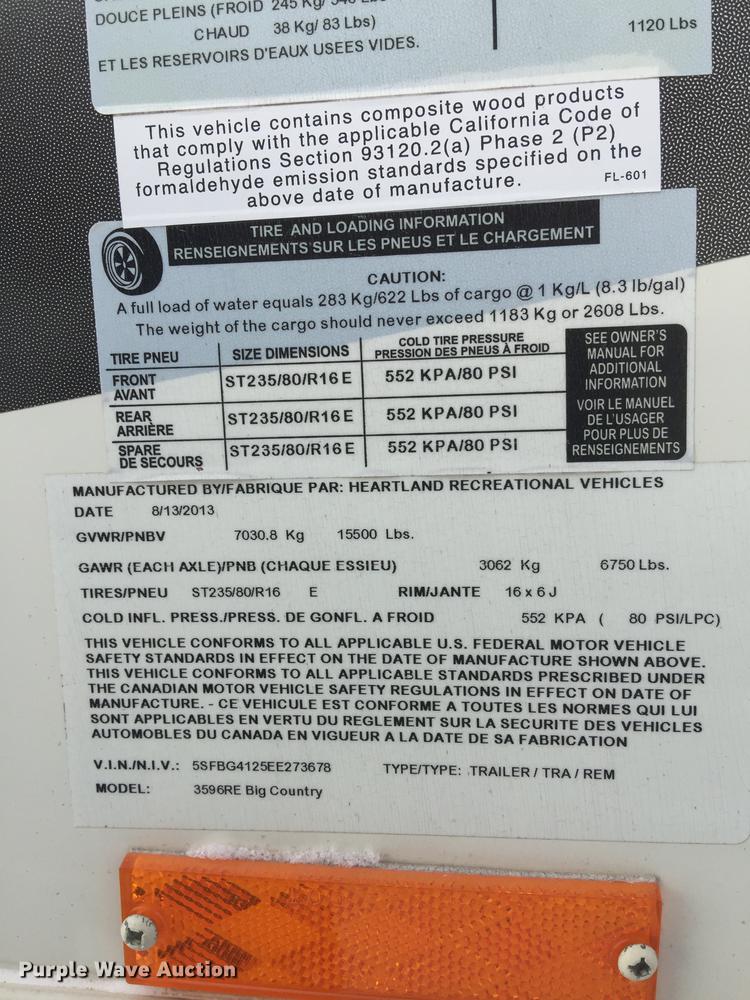 DOUCE PLEINS (FROID 245 Kg/
CHAUD 38 Kg/ 83 Lbs)
ET LES RESERVOIRS D'EAUX USEES VIDES.
1120 Lbs
This vehicle contains composite wood products
that comply with the applicable California Code of
Regulations Section 93120.2(a) Phase 2 (P2)
formaldehyde emission standards specified on the
above date of manufacture.
FL-601
TIRE AND LOADING INFORMATION
RENSEIGNEMENTS SUR LES PNEUS ET LE CHARGEMENT
CAUTION:
A full load of water equals 283 Kg/622 Lbs of cargo @ 1 Kg/L (8.3 lb/gal)
The weight of the cargo should never exceed 1183 Kg or 2608 Lbs.
TIRE PNEU SIZE DIMENSIONS COLD TIRE PRESSURE
PRESSION DES PNEUS À FROID
FRONT
AVANT ST235/80/R16 E 552 KPA/80 PSI
REAR
ARRIÈRE ST235/80/R16 E 552 KPA/80 PSI
SPARE
DE SECOURS ST235/80/R16 E 552 KPA/80 PSI
SEE OWNER'S
MANUAL FOR
ADDITIONAL
INFORMATION
VOIR LE MANUEL
DE L'USAGER
POUR PLUS DE
RENSEIGNEMENTS
MANUFACTURED BY/FABRIQUE PAR: HEARTLAND RECREATIONAL VEHICLES
DATE 8/13/2013
GVWR/PNBV 7030.8 Kg 15500 Lbs.
GAWR (EACH AXLE)/PNB (CHAQUE ESSIEU) 3062 Kg 6750 Lbs.
TIRES/PNEU ST235/80/R16 E RIM/JANTE 16 x 6 J
COLD INFL. PRESS./PRESS. DE GONFL. A FROID 552 KPA ( 80 PSI/LPC)
THIS VEHICLE CONFORMS TO ALL APPLICABLE U.S. FEDERAL MOTOR VEHICLE
SAFETY STANDARDS IN EFFECT ON THE DATE OF MANUFACTURE SHOWN ABOVE.
THIS VEHICLE CONFORMS TO ALL APPLICABLE STANDARDS PRESCRIBED UNDER
THE CANADIAN MOTOR VEHICLE SAFETY REGULATIONS IN EFFECT ON DATE OF
MANUFACTURE. - CE VEHICULE EST CONFORME A TOUTES LES NORMES QUI LUI
SONT APPLICABLES EN VERTU DU REGLEMENT SUR LA SECURITE DES VEHICLES
AUTOMOBILES DU CANADA EN VIGUEUR A LA DATE DE SA FABRICATION
V.I.N./N.I.V.: 5SFBG4125EE273678 TYPE/TYPE: TRAILER / TRA / REM
MODEL: 3596RE Big Country
Purple Wave Auction